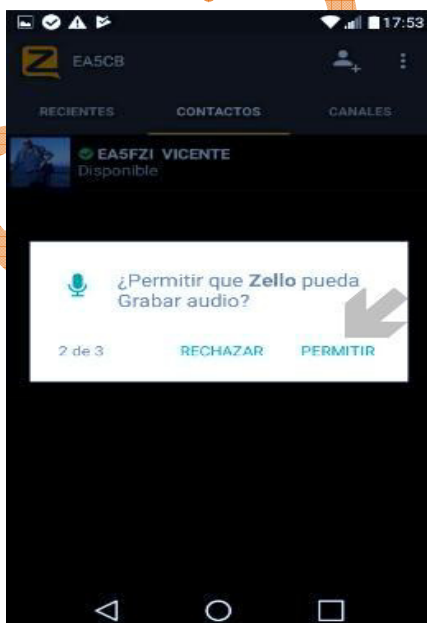 17:53
EA5CB
RECIENTES CONTACTOS CANALES
EA5FZI VICENTE
Disponible
¿Permitir que Zello pueda
Grabar audio?
2 de 3 RECHAZAR PERMITIR